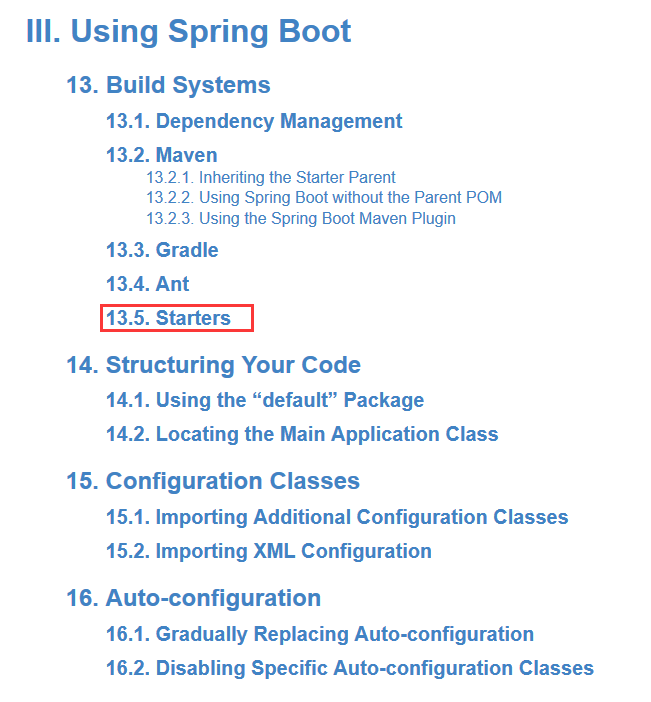 III. Using Spring Boot
13. Build Systems
13.1. Dependency Management
13.2. Maven
13.2.1. Inheriting the Starter Parent
13.2.2. Using Spring Boot without the Parent POM
13.2.3. Using the Spring Boot Maven Plugin
13.3. Gradle
13.4. Ant
13.5. Starters
14. Structuring Your Code
14.1. Using the “default” Package
14.2. Locating the Main Application Class
15. Configuration Classes
15.1. Importing Additional Configuration Classes
15.2. Importing XML Configuration
16. Auto-configuration
16.1. Gradually Replacing Auto-configuration
16.2. Disabling Specific Auto-configuration Classes